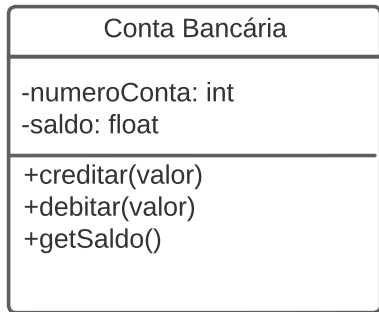 Conta Bancária
-numeroConta: int
-saldo: float
+creditar(valor)
+debitar(valor)
+getSaldo()